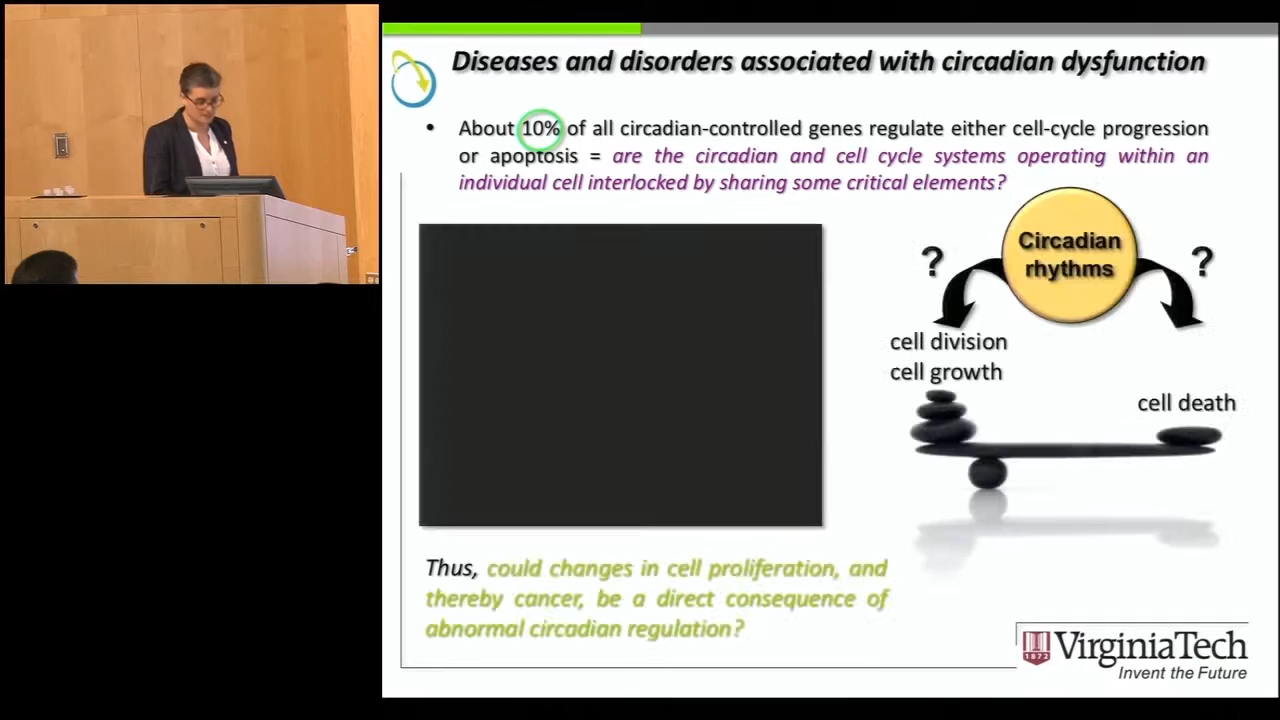 Diseases and disorders associated with circadian dysfunction
• About 10% of all circadian-controlled genes regulate either cell-cycle progression
or apoptosis = are the circadian and cell cycle systems operating within an
individual cell interlocked by sharing some critical elements?
Circadian
rhythms
?
?
cell division
cell growth
cell death
Thus, could changes in cell proliferation, and
thereby cancer, be a direct consequence of
abnormal circadian regulation?
1872
VirginiaTech
Invent the Future